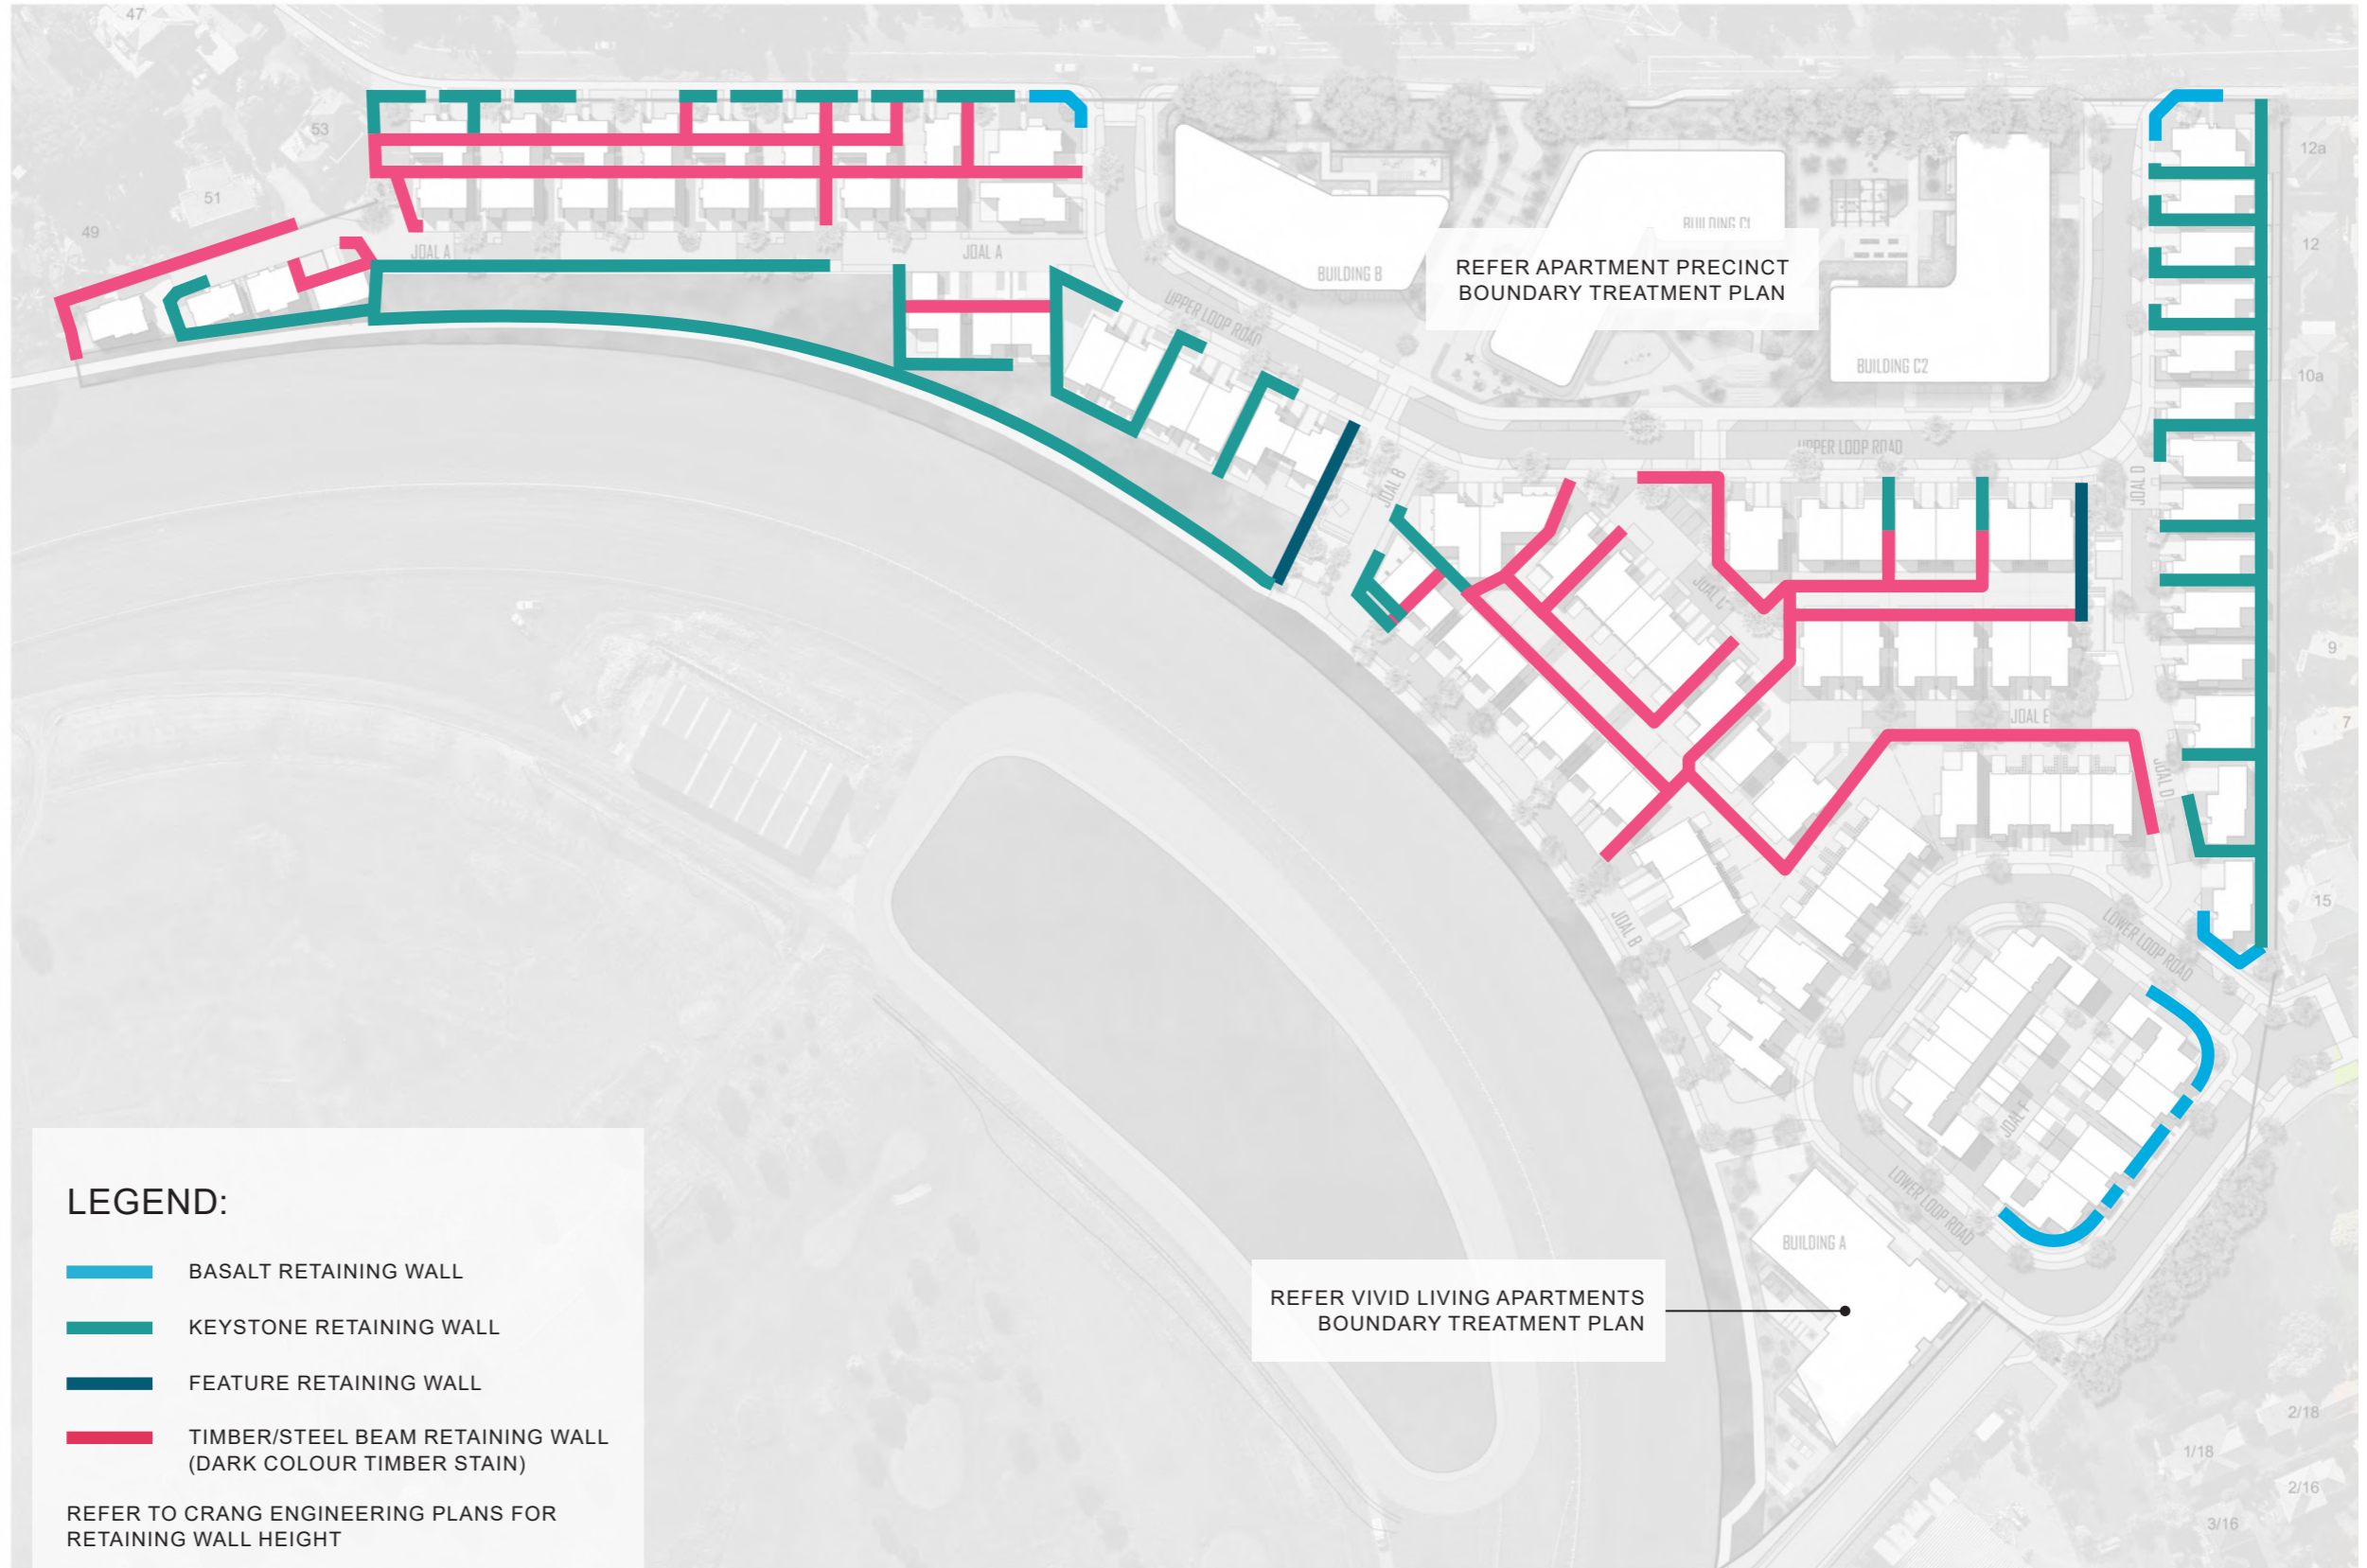 47
53
51
49
12a
12
10a
9
7
15
JOAL A
JOAL A
BUILDING B
BUILDING C1
REFER APARTMENT PRECINCT
BOUNDARY TREATMENT PLAN
BUILDING C2
UPPER LOOP ROAD
UPPER LOOP ROAD
JOAL B
JOAL C
JOAL D
JOAL E
JOAL D
JOAL B
LOWER LOOP ROAD
JOAL F
LOWER LOOP ROAD
BUILDING A
REFER VIVID LIVING APARTMENTS
BOUNDARY TREATMENT PLAN
2/18
1/18
2/16
3/16
LEGEND:
BASALT RETAINING WALL
KEYSTONE RETAINING WALL
FEATURE RETAINING WALL
TIMBER/STEEL BEAM RETAINING WALL
(DARK COLOUR TIMBER STAIN)
REFER TO CRANG ENGINEERING PLANS FOR
RETAINING WALL HEIGHT